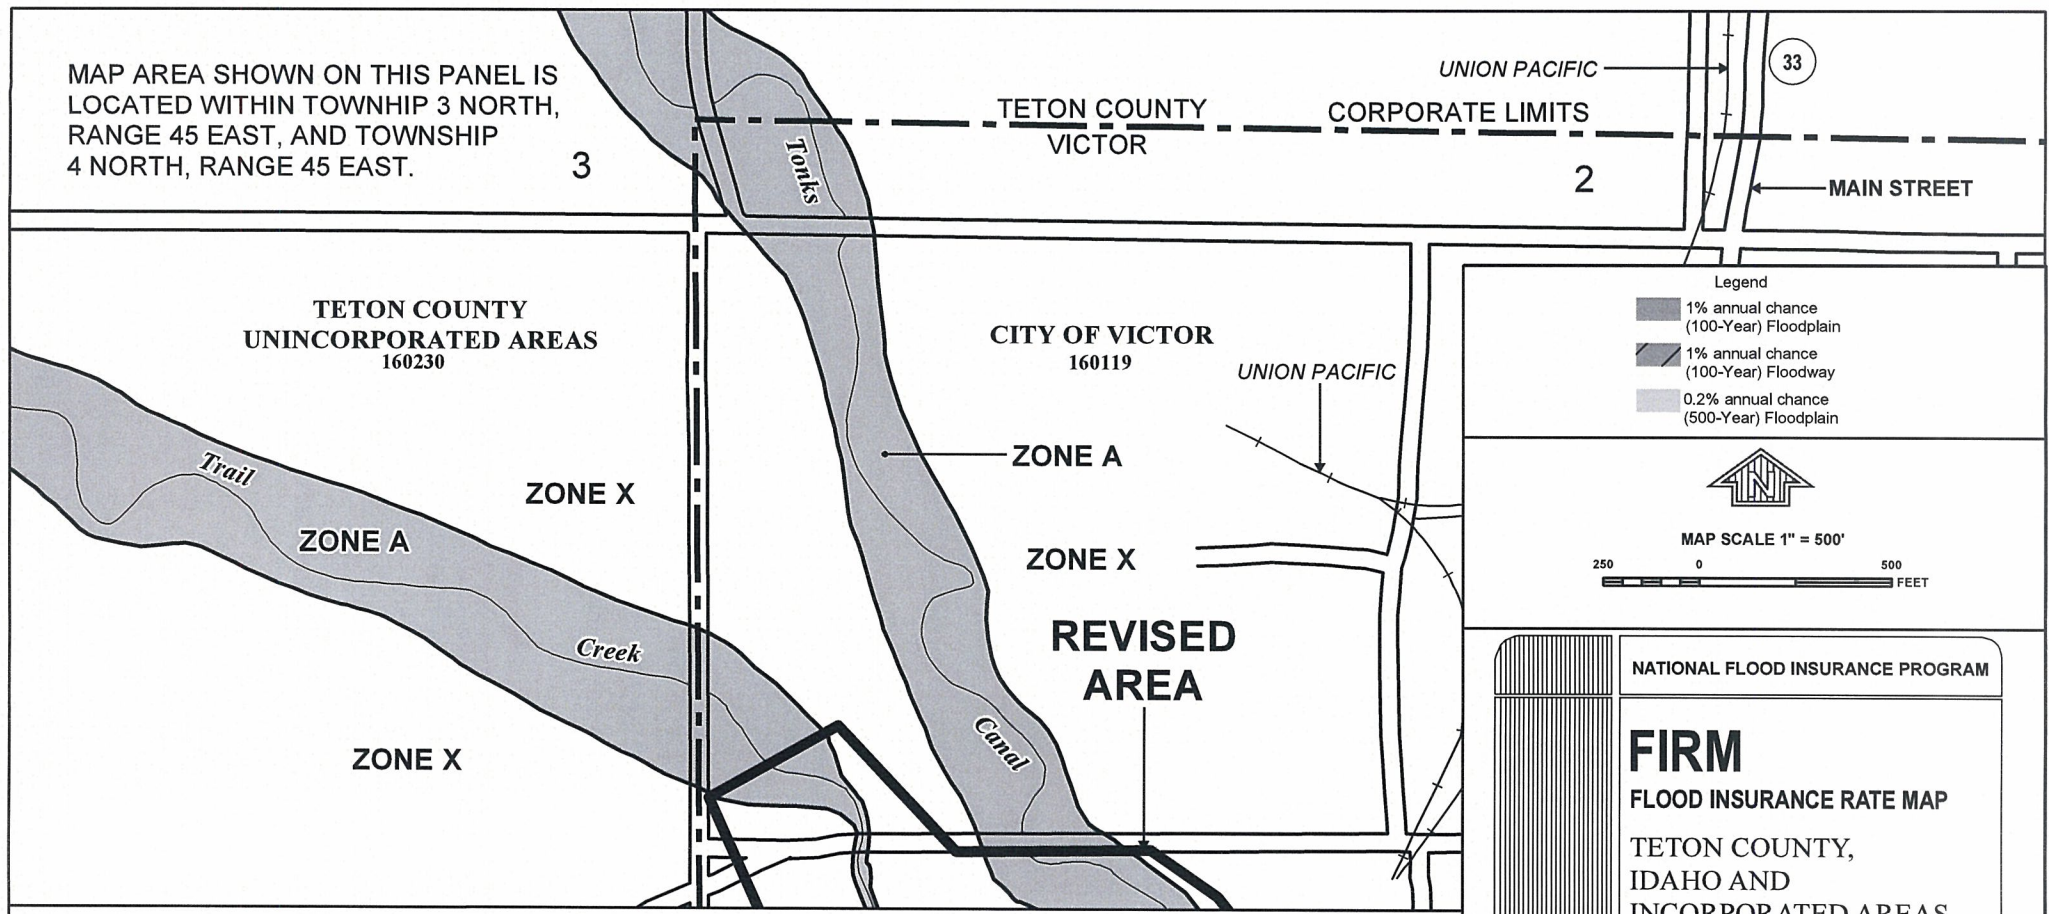 MAP AREA SHOWN ON THIS PANEL IS
LOCATED WITHIN TOWNHIP 3 NORTH,
RANGE 45 EAST, AND TOWNSHIP
4 NORTH, RANGE 45 EAST.
3
Tonks
TETON COUNTY
VICTOR
CORPORATE LIMITS
UNION PACIFIC
33
2
MAIN STREET
TETON COUNTY
UNINCORPORATED AREAS
160230
CITY OF VICTOR
160119
UNION PACIFIC
ZONE A
ZONE X
Trail
ZONE A
Creek
ZONE X
ZONE X
REVISED
AREA
Canal
Legend
1% annual chance
(100-Year) Floodplain
1% annual chance
(100-Year) Floodway
0.2% annual chance
(500-Year) Floodplain
N
MAP SCALE 1" = 500'
250 0 500
FEET
NATIONAL FLOOD INSURANCE PROGRAM
FIRM
FLOOD INSURANCE RATE MAP
TETON COUNTY,
IDAHO AND
INCORPORATED AREAS